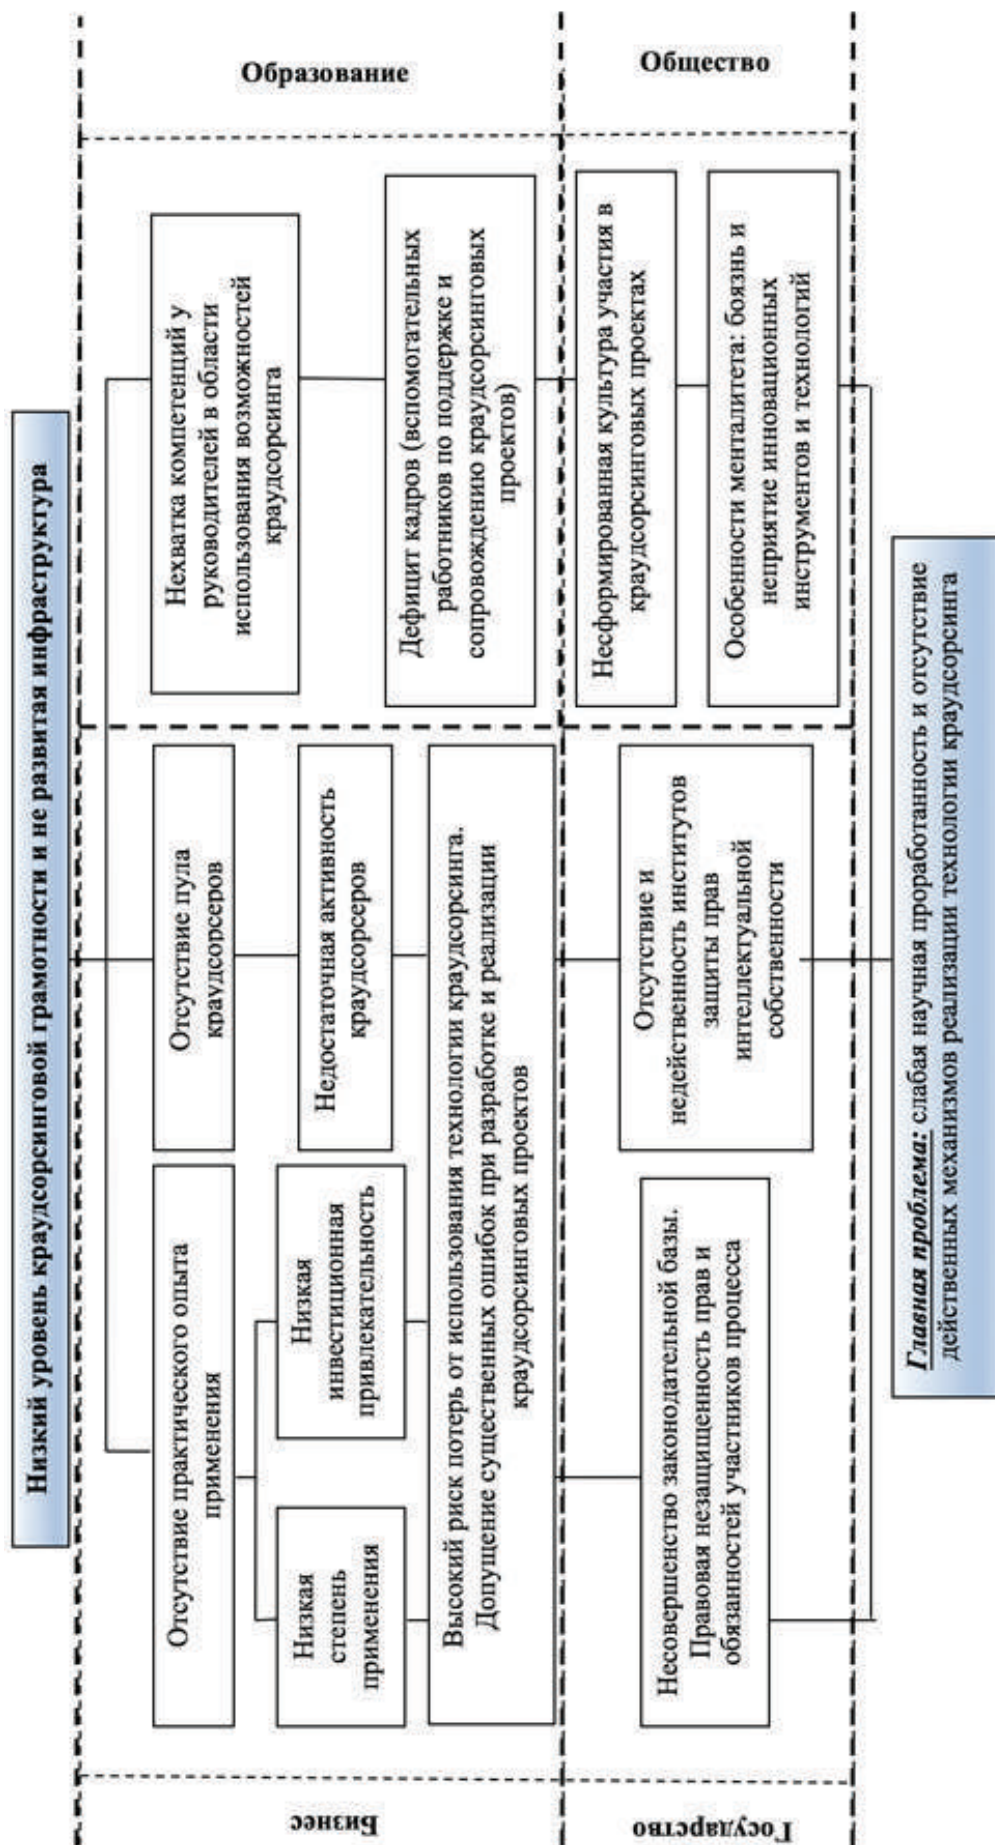 Низкий уровень краудсорсинговой грамотности и не развитая инфраструктура
Бизнес
Отсутствие практического опыта
применения
Низкая
степень
применения
Низкая
инвестиционная
привлекательность
Отсутствие пула
краудсорсеров
Недостаточная активность
краудсорсеров
Высокий риск потерь от использования технологии краудсорсинга.
Допущение существенных ошибок при разработке и реализации
краудсорсинговых проектов
Образование
Нехватка компетенций у
руководителей в области
использования возможностей
краудсорсинга
Дефицит кадров (вспомогательных
работников по поддержке и
сопровождению краудсорсинговых
проектов)
Государство
Несовершенство законодательной базы.
Правовая незащищенность прав и
обязанностей участников процесса
Отсутствие и
недейственность институтов
защиты прав
интеллектуальной
собственности
Общество
Несформированная культура участия в
краудсорсинговых проектах
Особенности менталитета: боязнь и
неприятие инновационных
инструментов и технологий
Главная проблема: слабая научная проработанность и отсутствие
действенных механизмов реализации технологии краудсорсинга